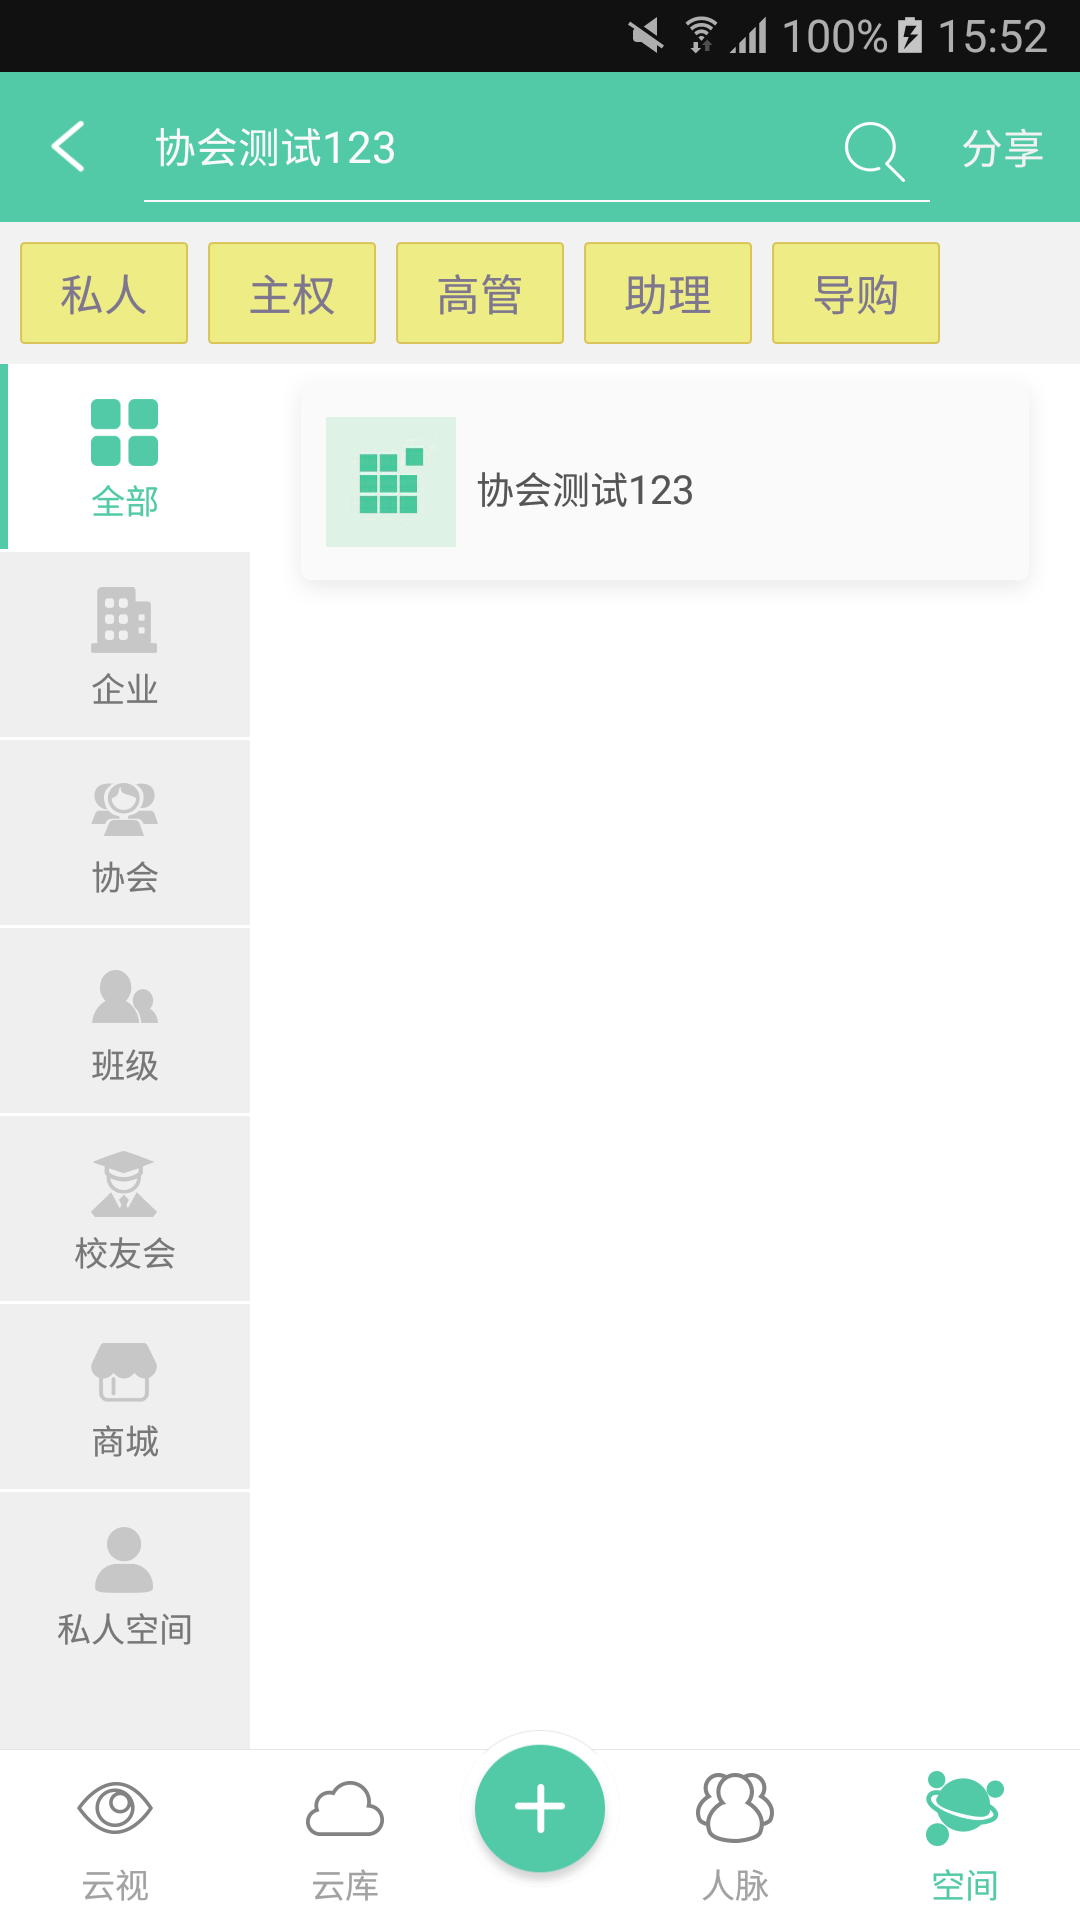 100% 15:52
协会测试123 分享
私人 主权 高管 助理 导购
全部
协会测试123
企业
协会
班级
校友会
商城
私人空间
云视 云库 人脉 空间